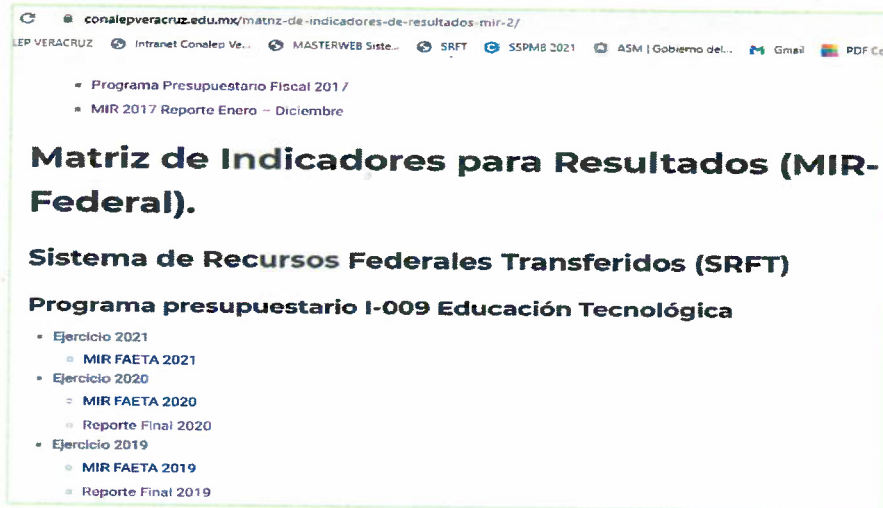 conalepveracruz.edu.mx/matriz-de-indicadores-de-resultados-mir-2/
LEP VERACRUZ Intranet Conalep Ve... MASTERWEB Siste... SRFT SSPMB 2021 ASM | Gobierno del... Gmail PDF Co
Programa Presupuestario Fiscal 2017
MIR 2017 Reporte Enero – Diciembre
Matriz de Indicadores para Resultados (MIR-
Federal).
Sistema de Recursos Federales Transferidos (SRFT)
Programa presupuestario I-009 Educación Tecnológica
Ejercicio 2021
MIR FAETA 2021
Ejercicio 2020
MIR FAETA 2020
Reporte Final 2020
Ejercicio 2019
MIR FAETA 2019
Reporte Final 2019